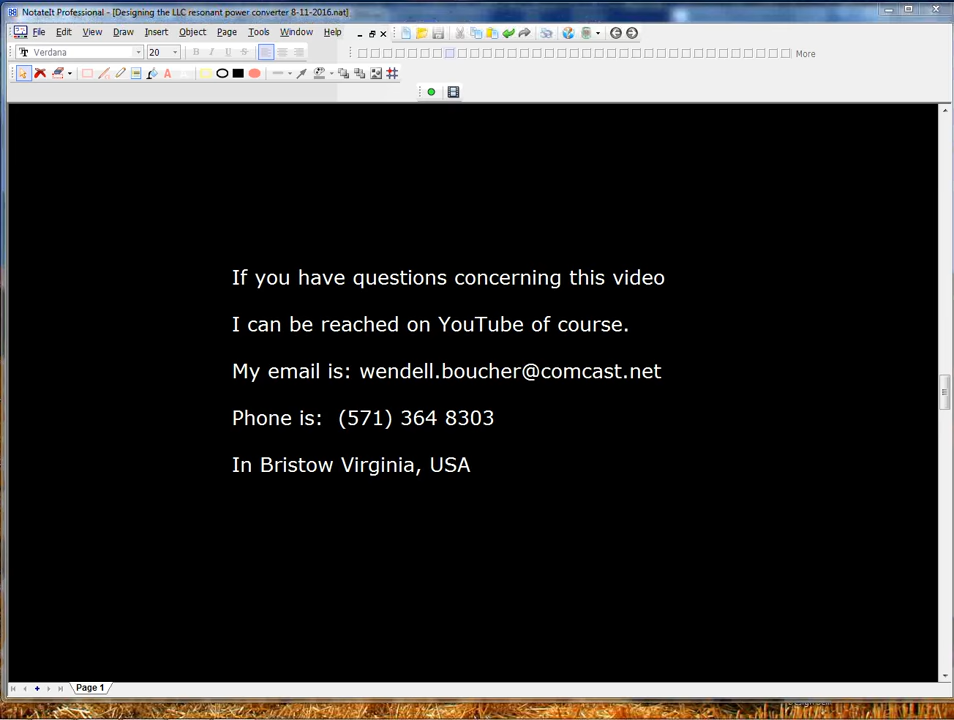 NotateIt Professional - [Designing the LLC resonant power converter 8-11-2016.nat]
File Edit View Draw Insert Object Page Tools Window Help
Verdana 20 B I U S More
If you have questions concerning this video
I can be reached on YouTube of course.
My email is: wendell.boucher@comcast.net
Phone is: (571) 364 8303
In Bristow Virginia, USA
Page 1